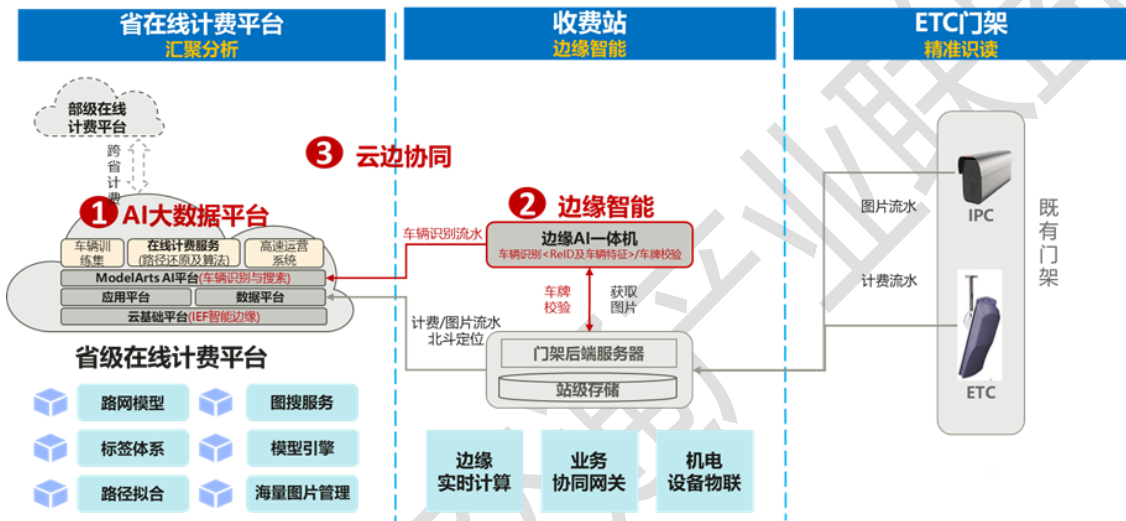 省在线计费平台
汇聚分析
收费站
边缘智能
ETC门架
精准识读
部级在线
计费平台
跨省计费
❸ 云边协同
❶ AI大数据平台
车辆训
练集
在线计费服务
(路径还原及算法)
高速运营
系统
ModelArts AI平台(车辆识别与搜索)
应用平台
数据平台
云基础平台(IEF智能边缘)
省级在线计费平台
路网模型
图搜服务
标签体系
模型引擎
路径拟合
海量图片管理
❷ 边缘智能
车辆识别流水
边缘AI一体机
车辆识别<ReID及车辆特征>/车牌校验
车牌
校验
获取
图片
计费/图片流水
北斗定位
门架后端服务器
站级存储
边缘
实时计算
业务
协同网关
机电
设备物联
图片流水
计费流水
IPC
ETC
既有门架
产业联